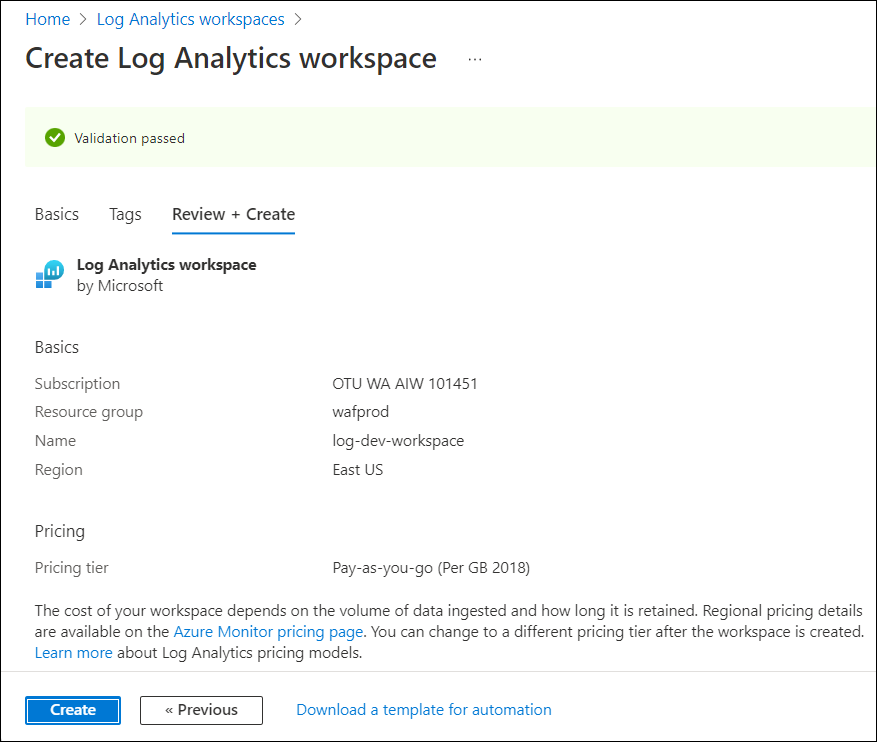 Home > Log Analytics workspaces >
Create Log Analytics workspace ...
Validation passed
Basics Tags Review + Create
Log Analytics workspace
by Microsoft
Basics
Subscription OTU WA AIW 101451
Resource group wafprod
Name log-dev-workspace
Region East US
Pricing
Pricing tier Pay-as-you-go (Per GB 2018)
The cost of your workspace depends on the volume of data ingested and how long it is retained. Regional pricing details
are available on the Azure Monitor pricing page. You can change to a different pricing tier after the workspace is created.
Learn more about Log Analytics pricing models.
Create « Previous Download a template for automation